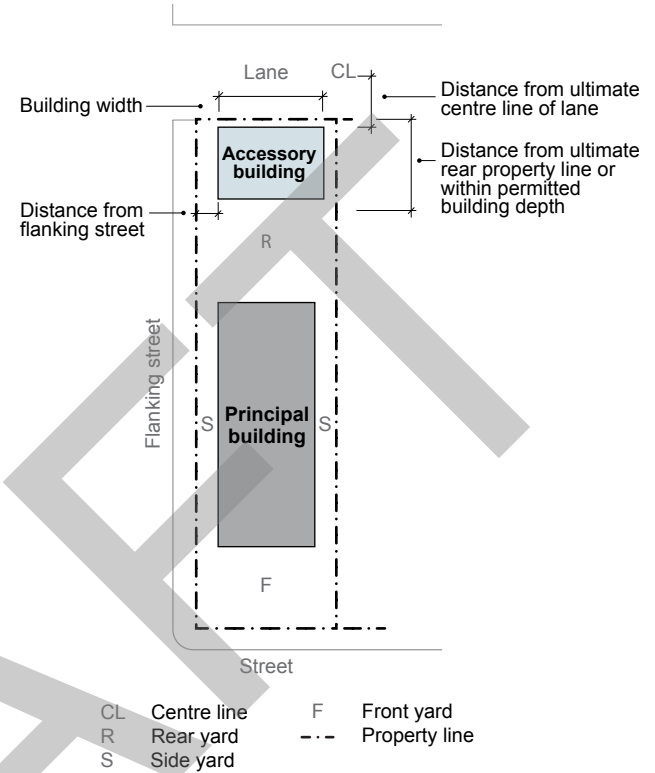 Lane
CL
Building width
Distance from ultimate
centre line of lane
Accessory
building
Distance from ultimate
rear property line or
within permitted
building depth
Distance from
flanking street
R
Flanking street
S
Principal
building
S
F
Street
CL Centre line
R Rear yard
S Side yard
F Front yard
Property line